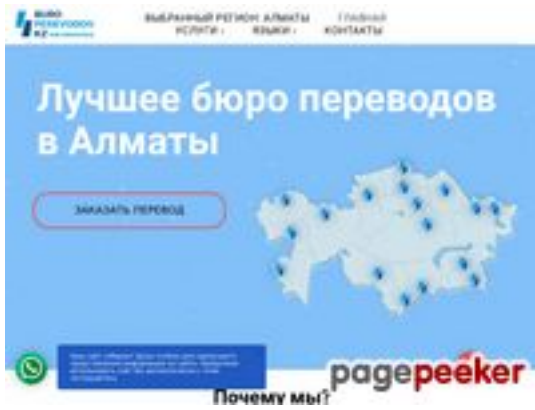 BURO
PEREVODOV
KZ
ВЫБРАННЫЙ РЕГИОН: АЛМАТЫ ГЛАВНАЯ
УСЛУГИ ЯЗЫКИ КОНТАКТЫ
Лучшее бюро переводов
в Алматы
ЗАКАЗАТЬ ПЕРЕВОД
pagepeeker
Почему мы?